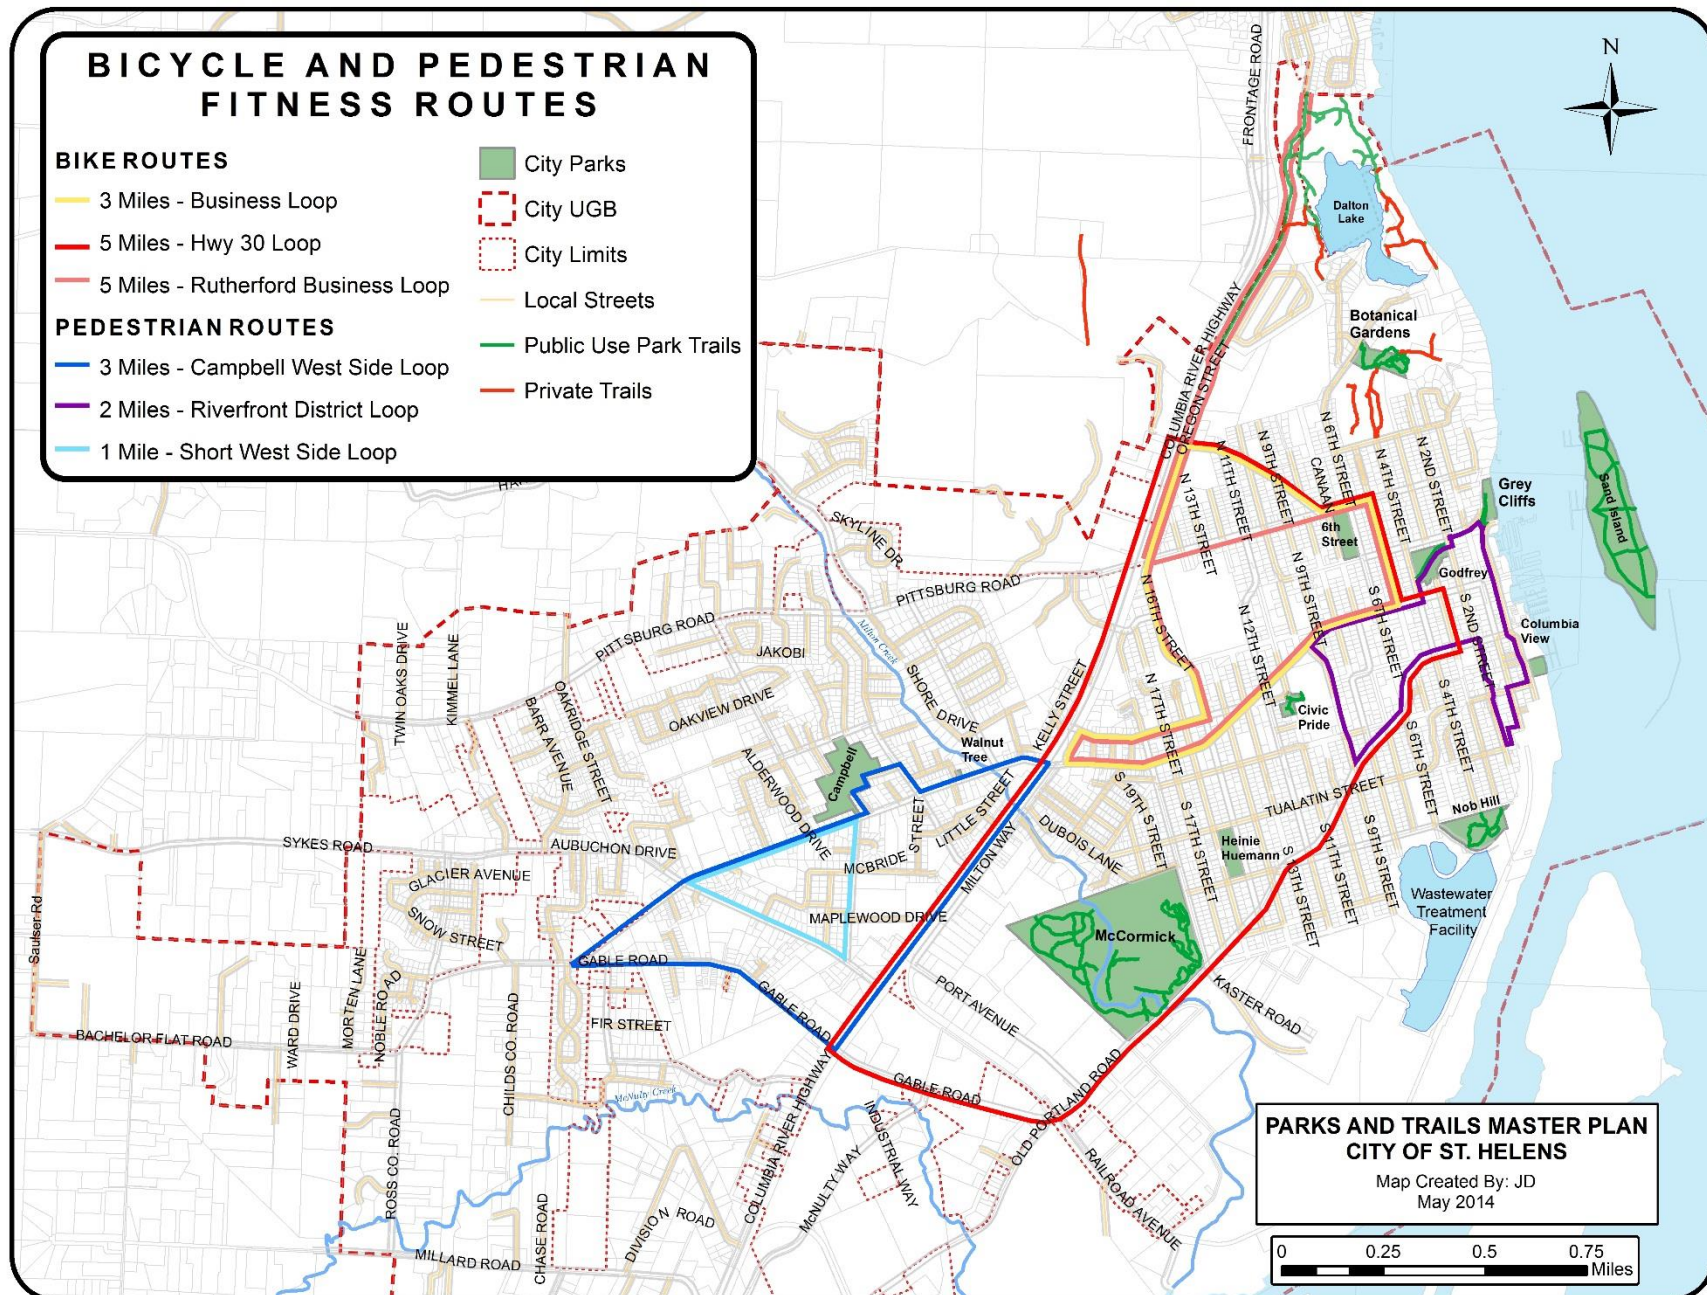 BICYCLE AND PEDESTRIAN
FITNESS ROUTES
BIKE ROUTES
3 Miles - Business Loop
5 Miles - Hwy 30 Loop
5 Miles - Rutherford Business Loop
PEDESTRIAN ROUTES
3 Miles - Campbell West Side Loop
2 Miles - Riverfront District Loop
1 Mile - Short West Side Loop
City Parks
City UGB
City Limits
Local Streets
Public Use Park Trails
Private Trails
N
FRONTAGE ROAD
Dalton
Lake
Botanical
Gardens
COLUMBIA RIVER HIGHWAY
OREGON STREET
N 13TH STREET
N 11TH STREET
N 9TH STREET
N 6TH STREET
CANAAN
N 4TH STREET
N 2ND STREET
Grey
Cliffs
Sand Island
6th
Street
Godfrey
SKYLINE DR
PITTSBURG ROAD
PITTSBURG ROAD
Milton Creek
N 16TH STREET
N 12TH STREET
N 9TH STREET
S 6TH STREET
S 2ND STREET
Columbia
View
TWIN OAKS DRIVE
KIMMEL LANE
JAKOBI
OAKVIEW DRIVE
SHORE DRIVE
BARR AVENUE
OAKRIDGE STREET
KELLY STREET
N 17TH STREET
Civic
Pride
S 4TH STREET
S 6TH STREET
Walnut
Tree
Campbell
ALDERWOOD DRIVE
STREET
LITTLE STREET
MILTON WAY
DUBOIS LANE
S 19TH STREET
S 17TH STREET
TUALATIN STREET
Nob Hill
Heinie
Huemann
S 13TH STREET
S 11TH STREET
S 9TH STREET
SYKES ROAD
AUBUCHON DRIVE
MCBRIDE
GLACIER AVENUE
SNOW STREET
MAPLEWOOD DRIVE
Wastewater
Treatment
Facility
McCormick
Saulser Rd
GABLE ROAD
GABLE ROAD
PORT AVENUE
KASTER ROAD
BACHELOR FLAT ROAD
WARD DRIVE
MORTEN LANE
NOBLE ROAD
CHILDS CO. ROAD
FIR STREET
McNulty Creek
GABLE ROAD
OLD PORTLAND ROAD
COLUMBIA RIVER HIGHWAY
INDUSTRIAL WAY
McNULTY WAY
RAILROAD AVENUE
ROSS CO. ROAD
CHASE ROAD
DIVISION ROAD
MILLARD ROAD
PARKS AND TRAILS MASTER PLAN
CITY OF ST. HELENS
Map Created By: JD
May 2014
0 0.25 0.5 0.75
Miles